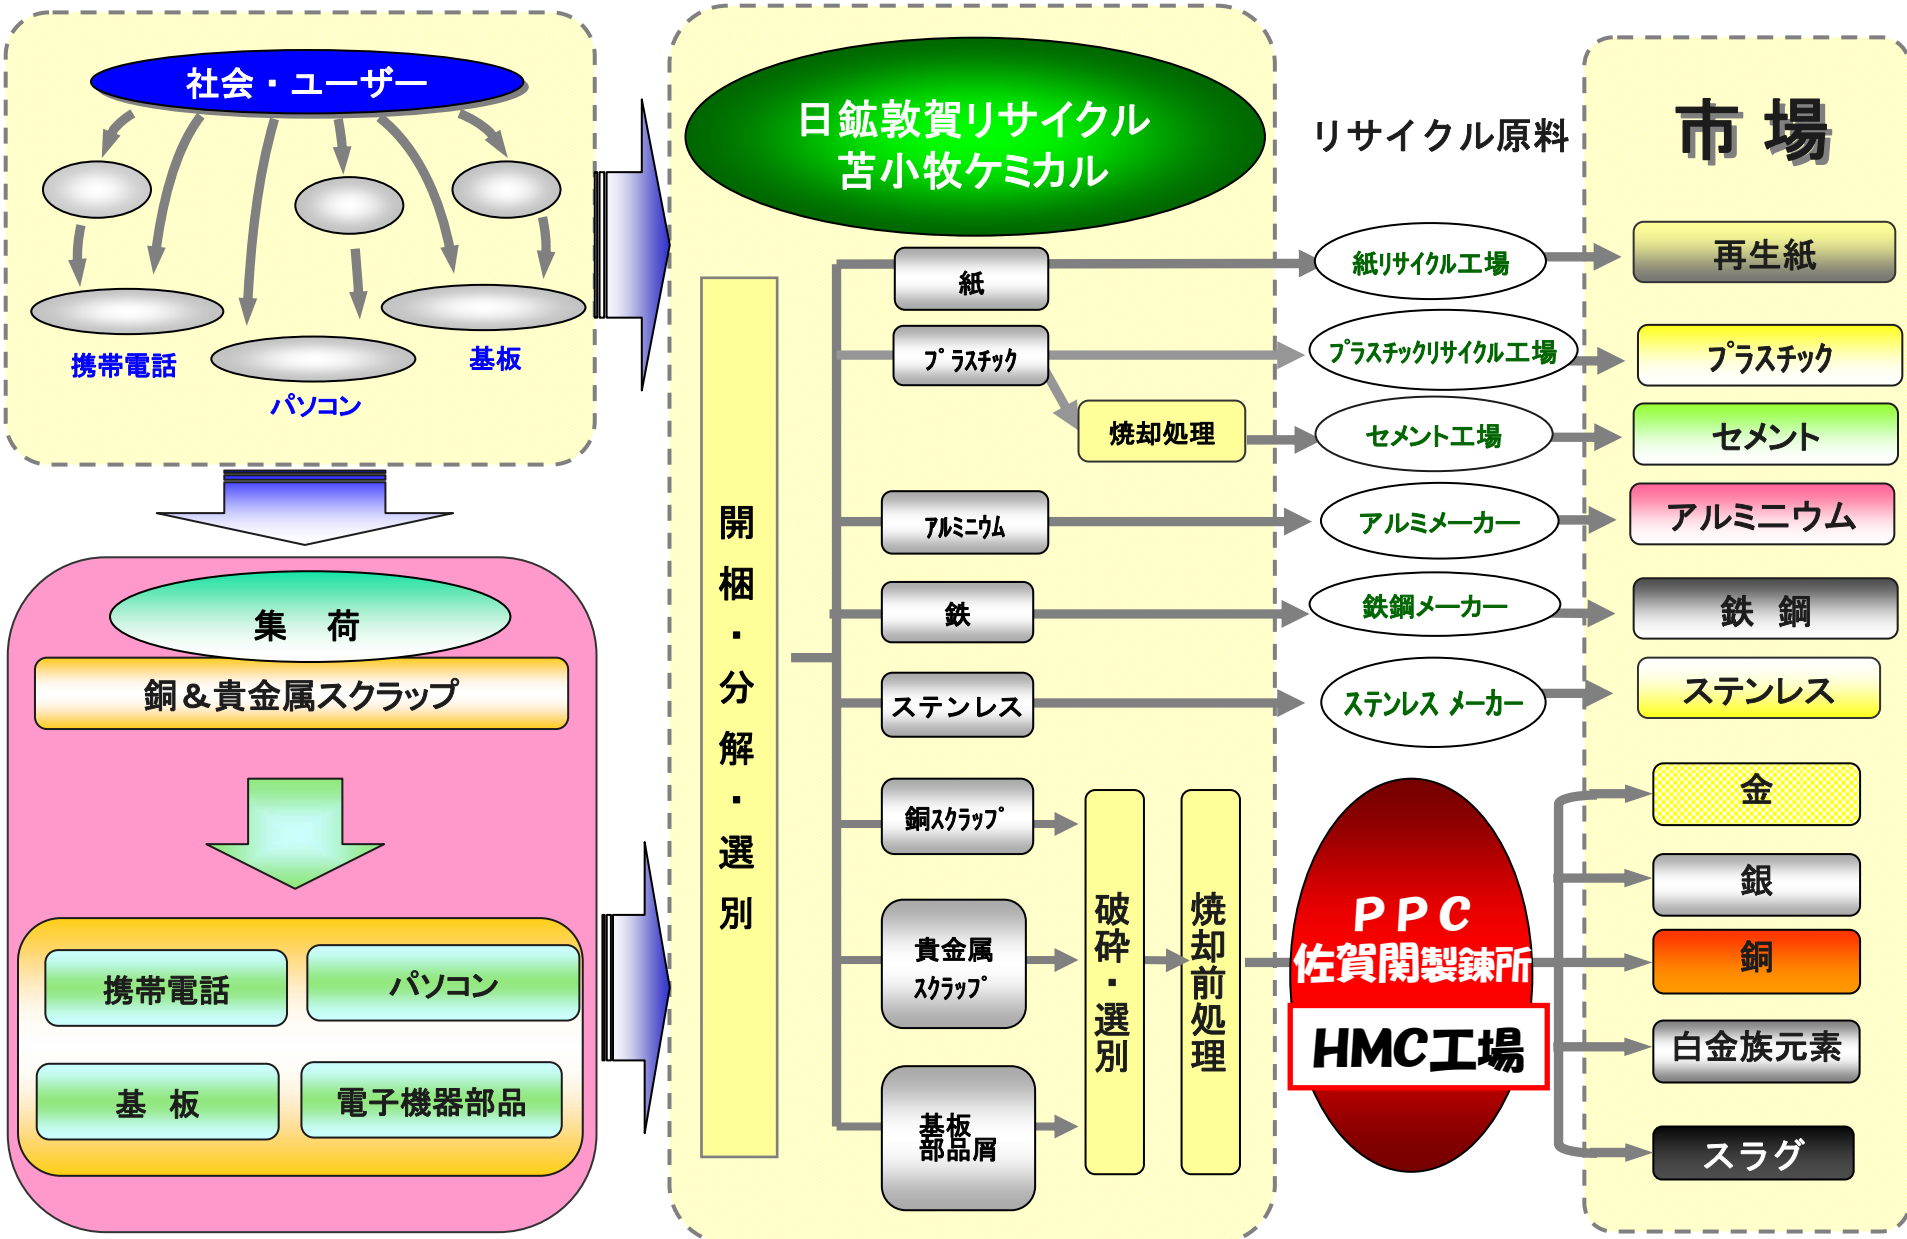 社会・ユーザー
携帯電話
パソコン
基板
集 荷
銅＆貴金属スクラップ
携帯電話
パソコン
基 板
電子機器部品
日鉱敦賀リサイクル
苫小牧ケミカル
開梱・分解・選別
紙
プラスチック
焼却処理
アルミニウム
鉄
ステンレス
銅スクラップ
貴金属
スクラップ
基板
部品屑
破砕・選別
焼却前処理
リサイクル原料
紙リサイクル工場
プラスチックリサイクル工場
セメント工場
アルミメーカー
鉄鋼メーカー
ステンレス メーカー
ＰＰＣ
佐賀関製錬所
HMC工場
市 場
再生紙
プラスチック
セメント
アルミニウム
鉄 鋼
ステンレス
金
銀
銅
白金族元素
スラグ